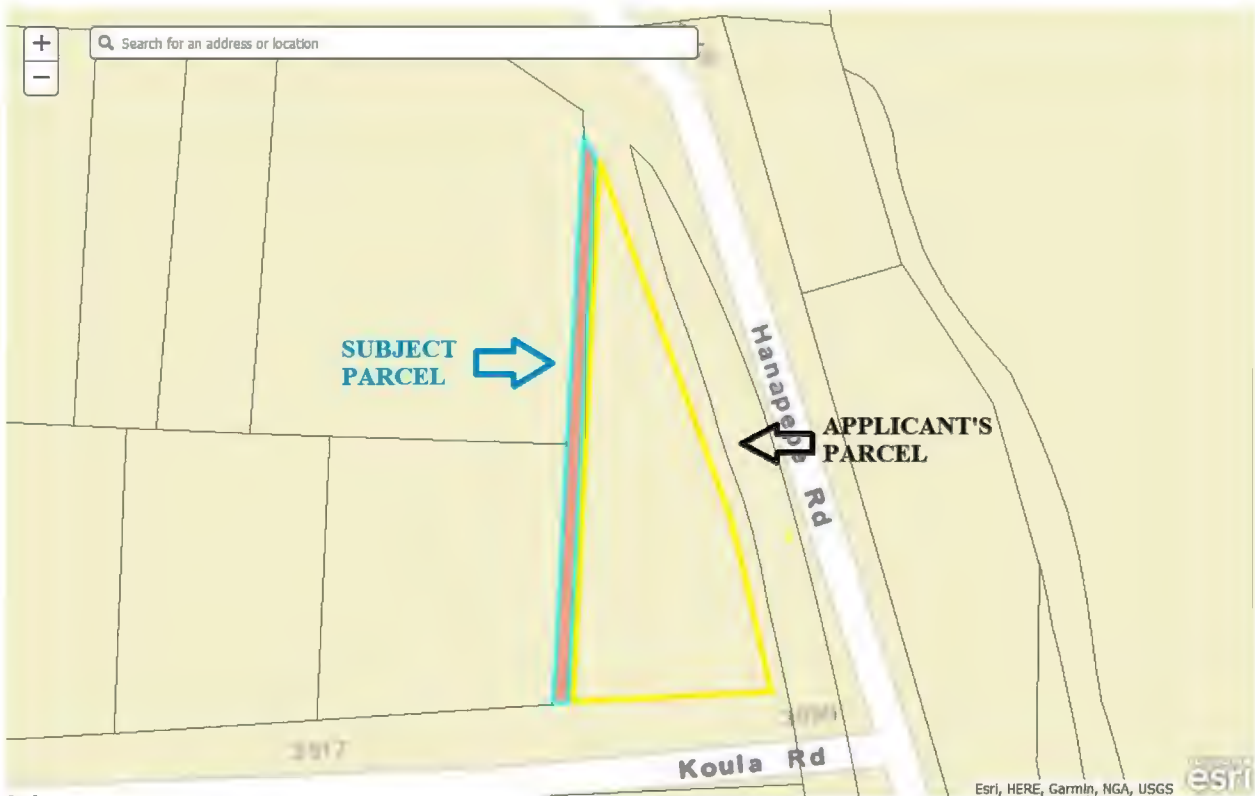 +
Search for an address or location
−
SUBJECT
PARCEL
Hanapepe Rd
APPLICANT'S
PARCEL
3917
Koula Rd
Esri, HERE, Garmin, NGA, USGS
esri